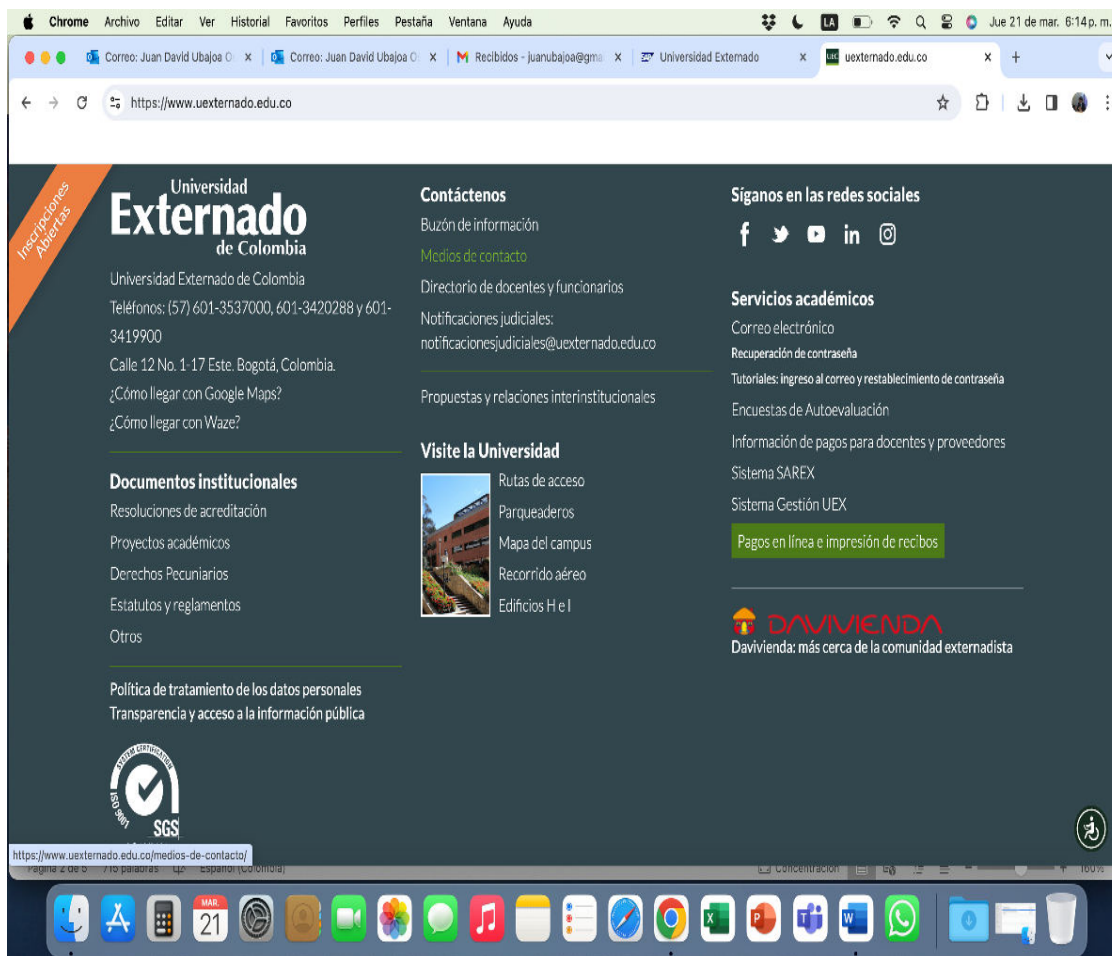 Chrome Archivo Editar Ver Historial Favoritos Perfiles Pestaña Ventana Ayuda
LA
Jue 21 de mar. 6:14 p. m.
Correo: Juan David Ubajoa O
Correo: Juan David Ubajoa O
Recibidos - juanubajoa@gma
Universidad Externado
uexternado.edu.co
https://www.uexternado.edu.co
Inscripciones
Abiertas
Universidad
Externado
de Colombia
Universidad Externado de Colombia
Teléfonos: (57) 601-3537000, 601-3420288 y 601-
3419900
Calle 12 No. 1-17 Este. Bogotá, Colombia.
¿Cómo llegar con Google Maps?
¿Cómo llegar con Waze?
Documentos institucionales
Resoluciones de acreditación
Proyectos académicos
Derechos Pecuniarios
Estatutos y reglamentos
Otros
Política de tratamiento de los datos personales
Transparencia y acceso a la información pública
SYSTEM CERTIFICATION
ISO 9001
SGS
Contáctenos
Buzón de información
Medios de contacto
Directorio de docentes y funcionarios
Notificaciones judiciales:
notificacionesjudiciales@uexternado.edu.co
Propuestas y relaciones interinstitucionales
Visite la Universidad
Rutas de acceso
Parqueaderos
Mapa del campus
Recorrido aéreo
Edificios H e I
Síganos en las redes sociales
Servicios académicos
Correo electrónico
Recuperación de contraseña
Tutoriales: ingreso al correo y restablecimiento de contraseña
Encuestas de Autoevaluación
Información de pagos para docentes y proveedores
Sistema SAREX
Sistema Gestión UEX
Pagos en línea e impresión de recibos
DAVIVIENDA
Davivienda: más cerca de la comunidad externadista
https://www.uexternado.edu.co/medios-de-contacto/
Página 2 de 5 715 palabras Español (Colombia)
Concentración
160%
MAR.
21